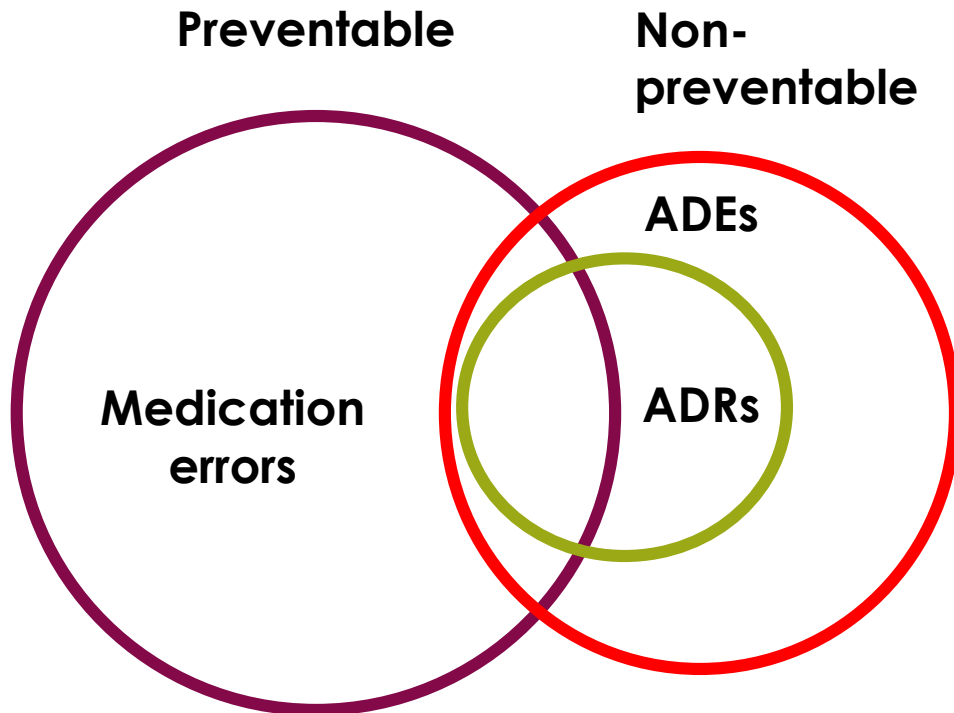 Preventable
Non-
preventable
ADEs
Medication
errors
ADRs